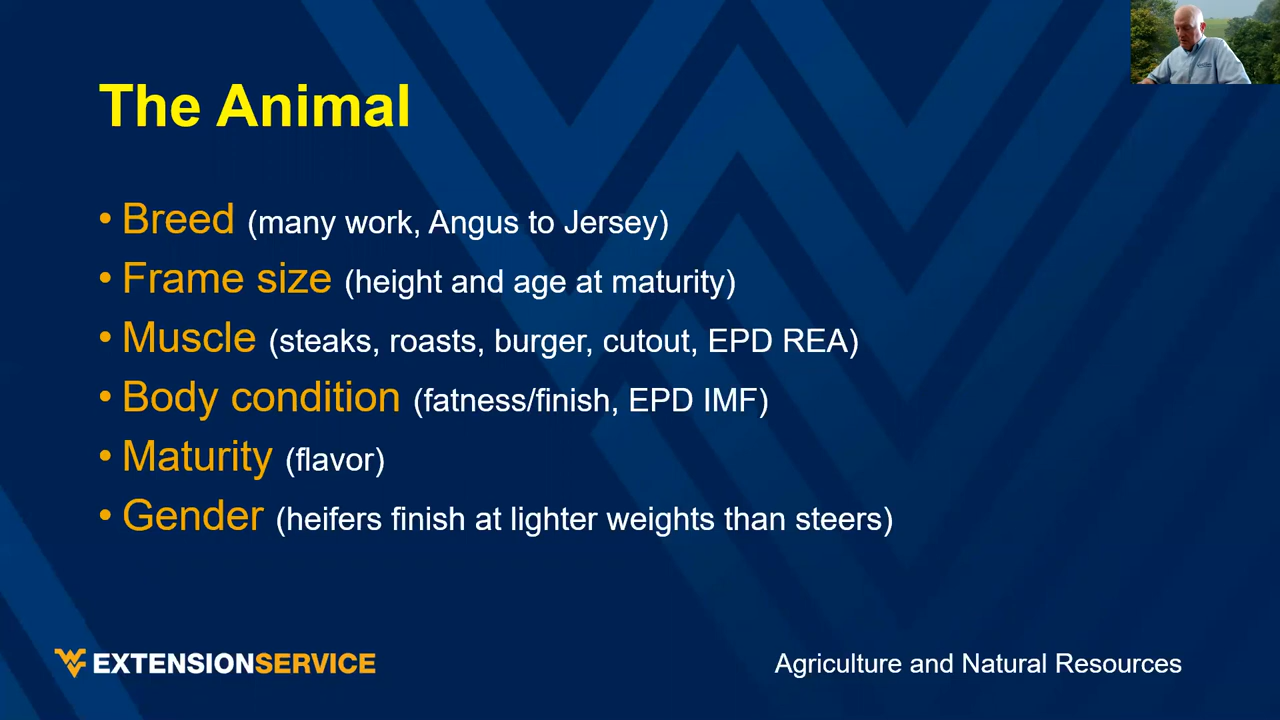 The Animal
• Breed (many work, Angus to Jersey)
• Frame size (height and age at maturity)
• Muscle (steaks, roasts, burger, cutout, EPD REA)
• Body condition (fatness/finish, EPD IMF)
• Maturity (flavor)
• Gender (heifers finish at lighter weights than steers)
EXTENSIONSERVICE
Agriculture and Natural Resources